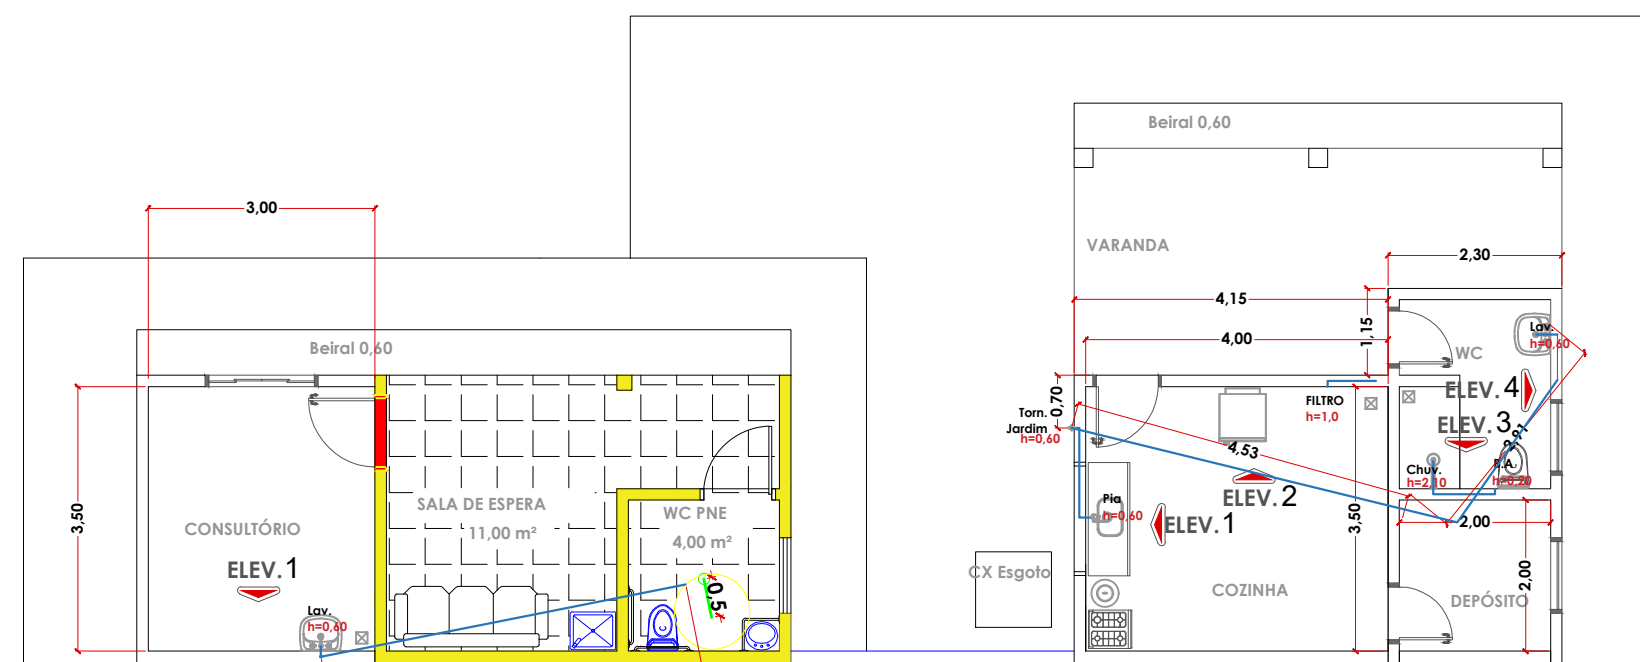 Beiral 0,60
VARANDA
3,00
2,30
4,15
4,00
1,15
Beiral 0,60
Lav.
h=0,60
WC
ELEV. 4
0,70
FILTRO
h=1,0
Torn.
Jardim
h=0,60
ELEV. 3
2,91
4,53
Chuv.
h=2,10
B.A.
h=0,20
3,50
CONSULTÓRIO
SALA DE ESPERA
11,00 m²
WC PNE
4,00 m²
Pia
h=0,60
ELEV. 1
ELEV. 2
3,50
2,00
ELEV. 1
CX Esgoto
COZINHA
2,00
DEPÓSITO
0,5
Lav.
h=0,60